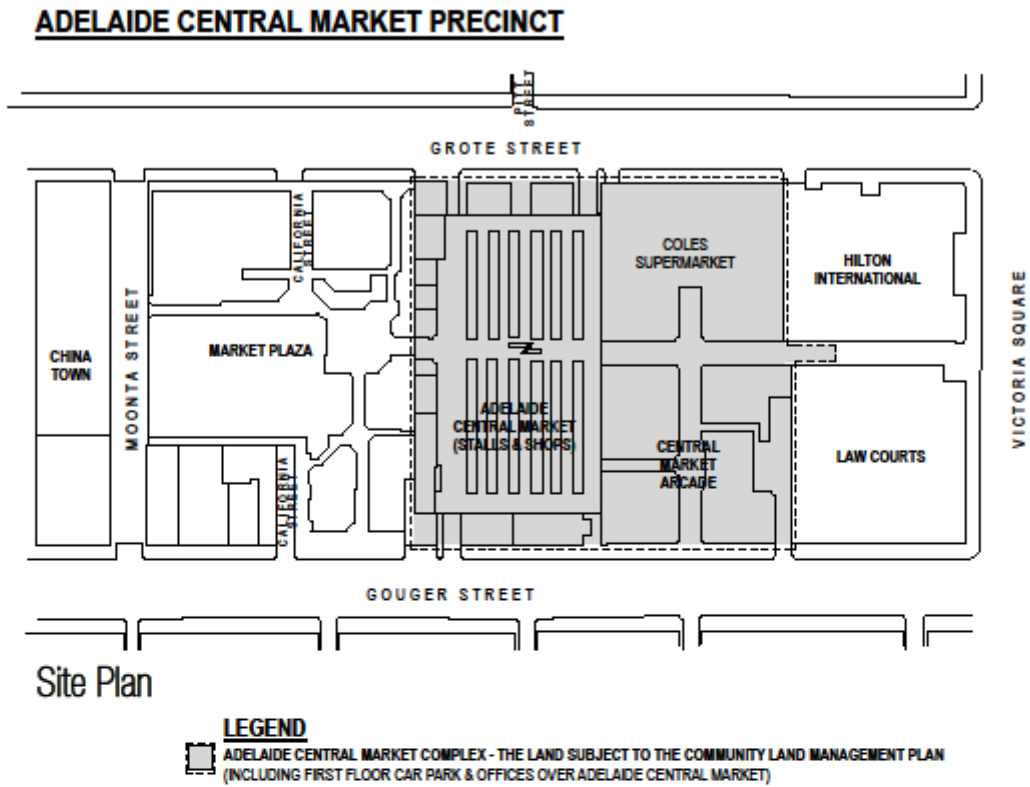 ADELAIDE CENTRAL MARKET PRECINCT
PITT
STREET
GROTE STREET
CALIFORNIA
STREET
COLES
SUPERMARKET
HILTON
INTERNATIONAL
VICTORIA SQUARE
MOONTA STREET
CHINA
TOWN
MARKET PLAZA
ADELAIDE
CENTRAL MARKET
(STALLS & SHOPS)
CENTRAL
MARKET
ARCADE
LAW COURTS
CALIFORNIA
STREET
GOUGER STREET
Site Plan
LEGEND
ADELAIDE CENTRAL MARKET COMPLEX - THE LAND SUBJECT TO THE COMMUNITY LAND MANAGEMENT PLAN
(INCLUDING FIRST FLOOR CAR PARK & OFFICES OVER ADELAIDE CENTRAL MARKET)